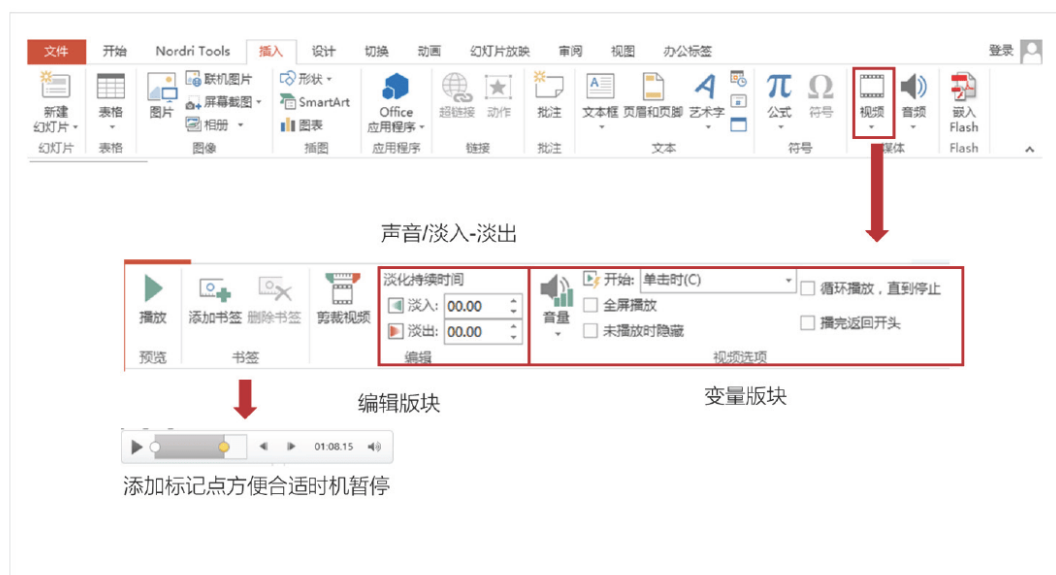 文件 开始 Nordri Tools 插入 设计 切换 动画 幻灯片放映 审阅 视图 办公标签 登录
新建 幻灯片 表格 图片 联机图片 屏幕截图 相册 形状 SmartArt 图表 Office 应用程序 超链接 动作 批注 文本框 页眉和页脚 艺术字 π 公式 Ω 符号 视频 音频 嵌入 Flash
幻灯片 表格 图像 插图 应用程序 链接 批注 文本 符号 媒体 Flash
声音/淡入-淡出
淡化持续时间 开始: 单击时(C) 循环播放，直到停止
播放 添加书签 删除书签 剪裁视频 淡入: 00.00 音量 全屏播放 播完返回开头
淡出: 00.00 未播放时隐藏
预览 书签 编辑 视频选项
编辑版块 变量版块
01:08.15
添加标记点方便合适时机暂停